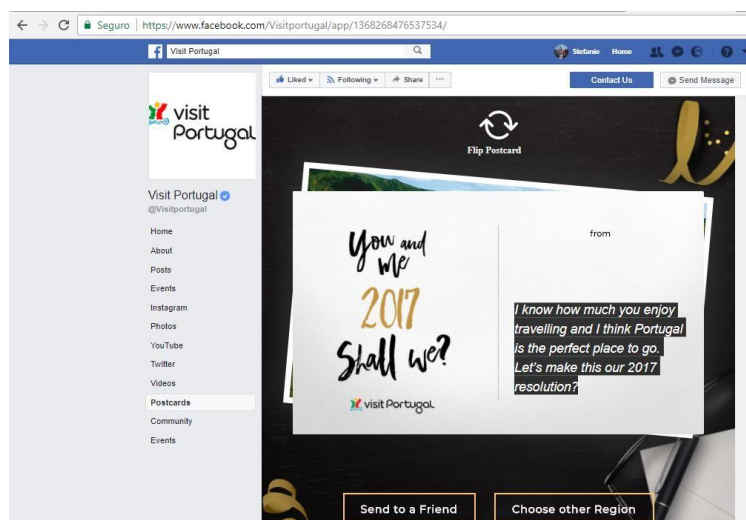 Seguro https://www.facebook.com/Visitportugal/app/1368268476537534/
Visit Portugal
Stefanie Home
Liked Following Share ...
Contact Us Send Message
visit
Portugal
Flip Postcard
Visit Portugal
@Visitportugal
Home
About
Posts
Events
Instagram
Photos
YouTube
Twitter
Videos
Postcards
Community
Events
You and
me
2017
Shall we?
visit Portugal
from
I know how much you enjoy
travelling and I think Portugal
is the perfect place to go.
Let's make this our 2017
resolution?
Send to a Friend
Choose other Region